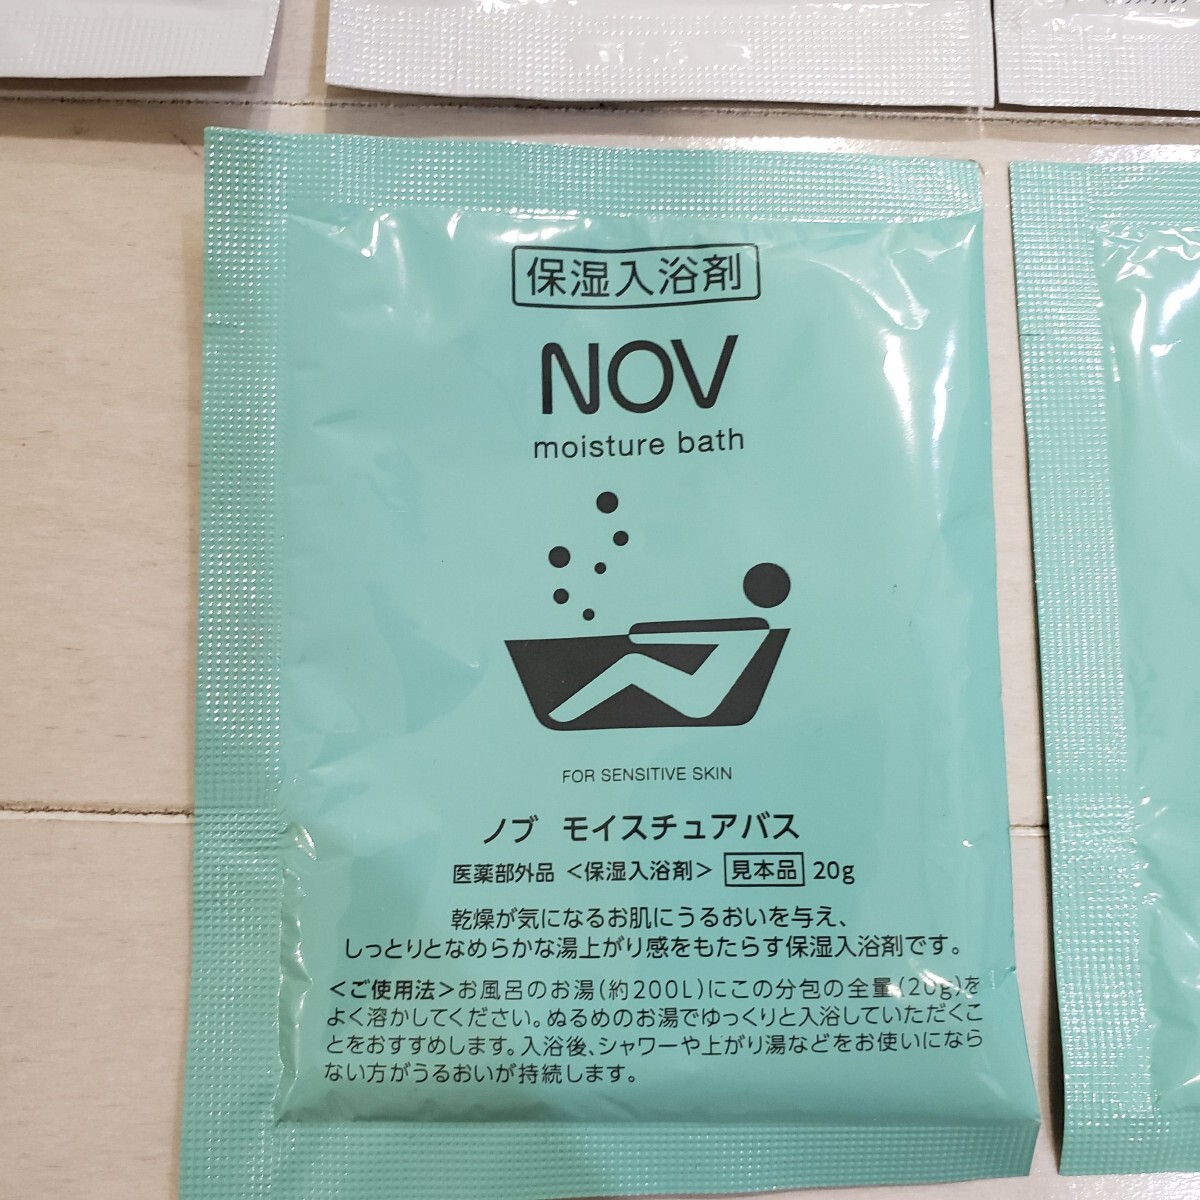 保湿入浴剤
NOV
moisture bath
FOR SENSITIVE SKIN
ノブ モイスチュアバス
医薬部外品 <保湿入浴剤> 見本品 20g
乾燥が気になるお肌にうるおいを与え、
しっとりとなめらかな湯上がり感をもたらす保湿入浴剤です。
<ご使用法>お風呂のお湯(約200L)にこの分包の全量(20g)を
よく溶かしてください。ぬるめのお湯でゆっくりと入浴していただくこ
とをおすすめします。入浴後、シャワーや上がり湯などをお使いになら
ない方がうるおいが持続します。